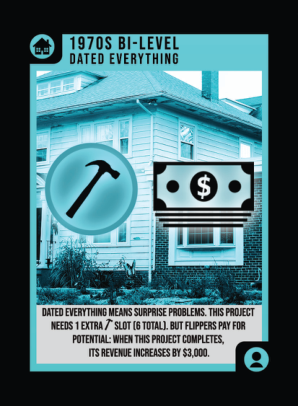 1970S BI-LEVEL
DATED EVERYTHING
$
DATED EVERYTHING MEANS SURPRISE PROBLEMS. THIS PROJECT
NEEDS 1 EXTRA SLOT (6 TOTAL). BUT FLIPPERS PAY FOR
POTENTIAL: WHEN THIS PROJECT COMPLETES,
ITS REVENUE INCREASES BY $3,000.